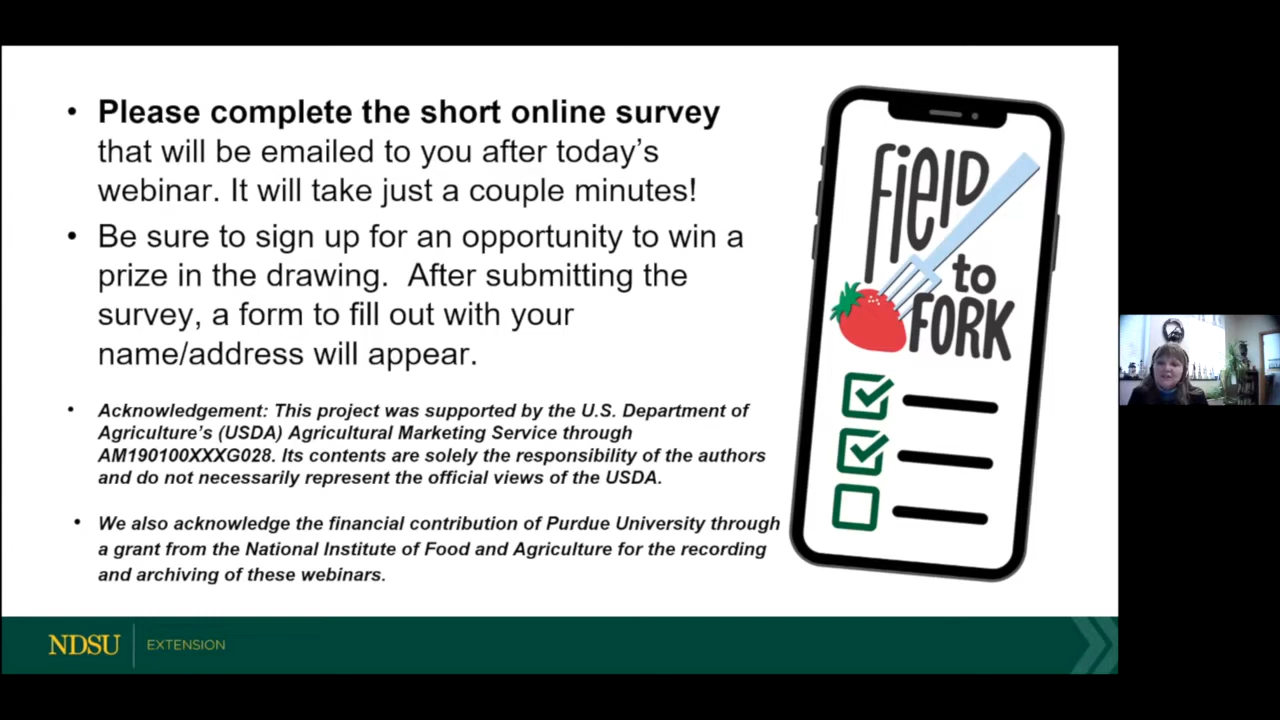 • Please complete the short online survey
that will be emailed to you after today's
webinar. It will take just a couple minutes!
• Be sure to sign up for an opportunity to win a
prize in the drawing.  After submitting the
survey, a form to fill out with your
name/address will appear.
• Acknowledgement: This project was supported by the U.S. Department of
Agriculture's (USDA) Agricultural Marketing Service through
AM190100XXXG028. Its contents are solely the responsibility of the authors
and do not necessarily represent the official views of the USDA.
• We also acknowledge the financial contribution of Purdue University through
a grant from the National Institute of Food and Agriculture for the recording
and archiving of these webinars.
FiELD
to
FORK
NDSU EXTENSION